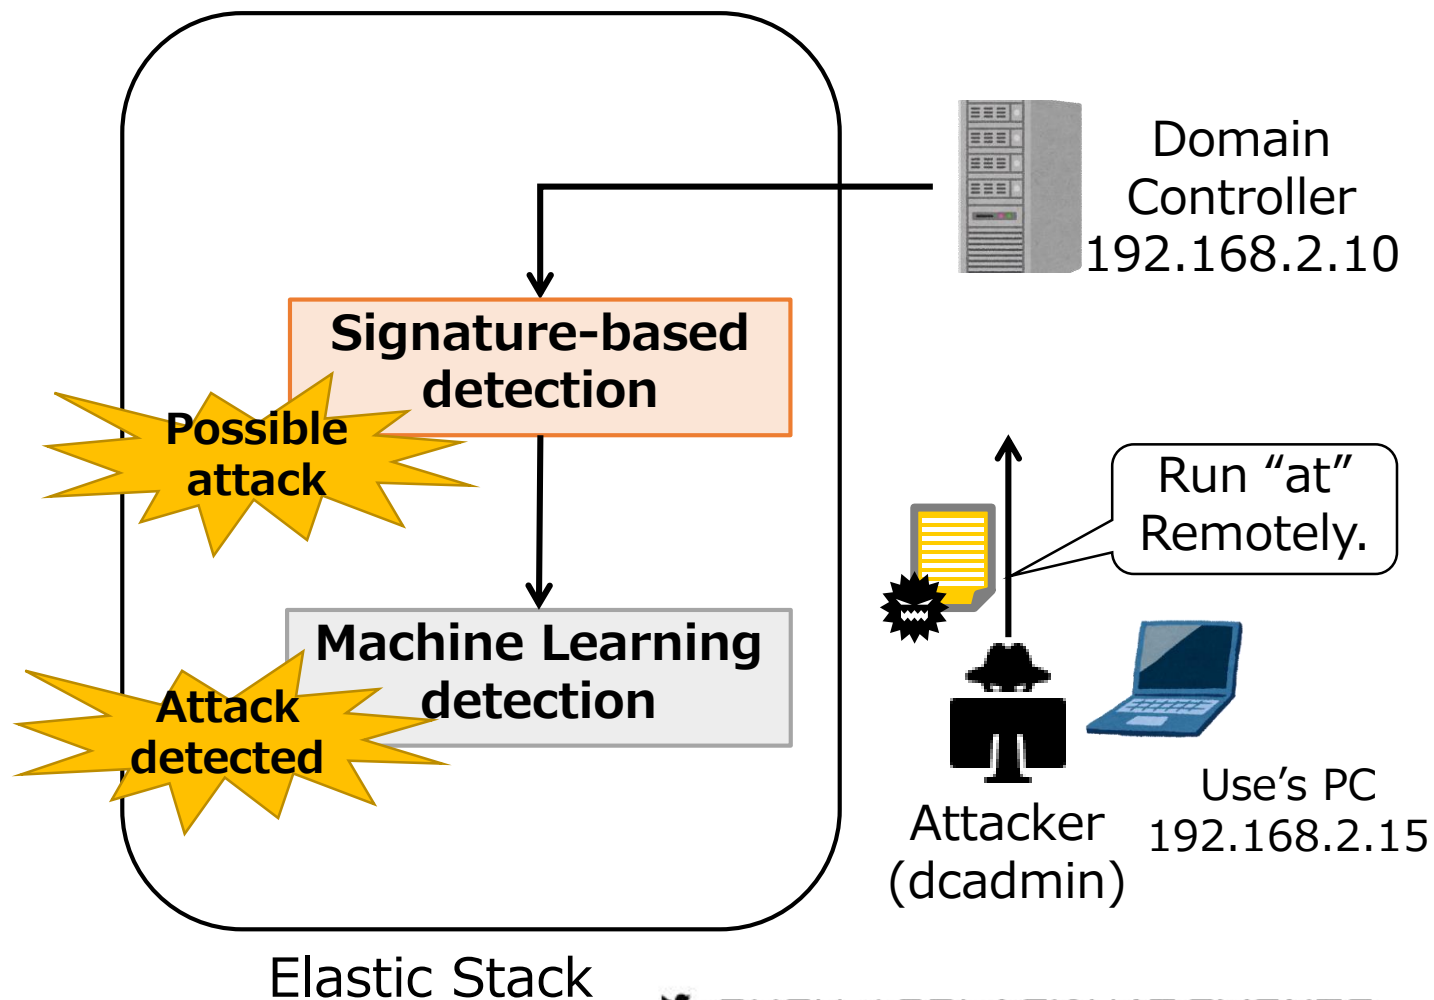 Domain
Controller
192.168.2.10
Signature-based
detection
Possible
attack
Run “at”
Remotely.
Machine Learning
detection
Attack
detected
Use’s PC
192.168.2.15
Attacker
(dcadmin)
Elastic Stack